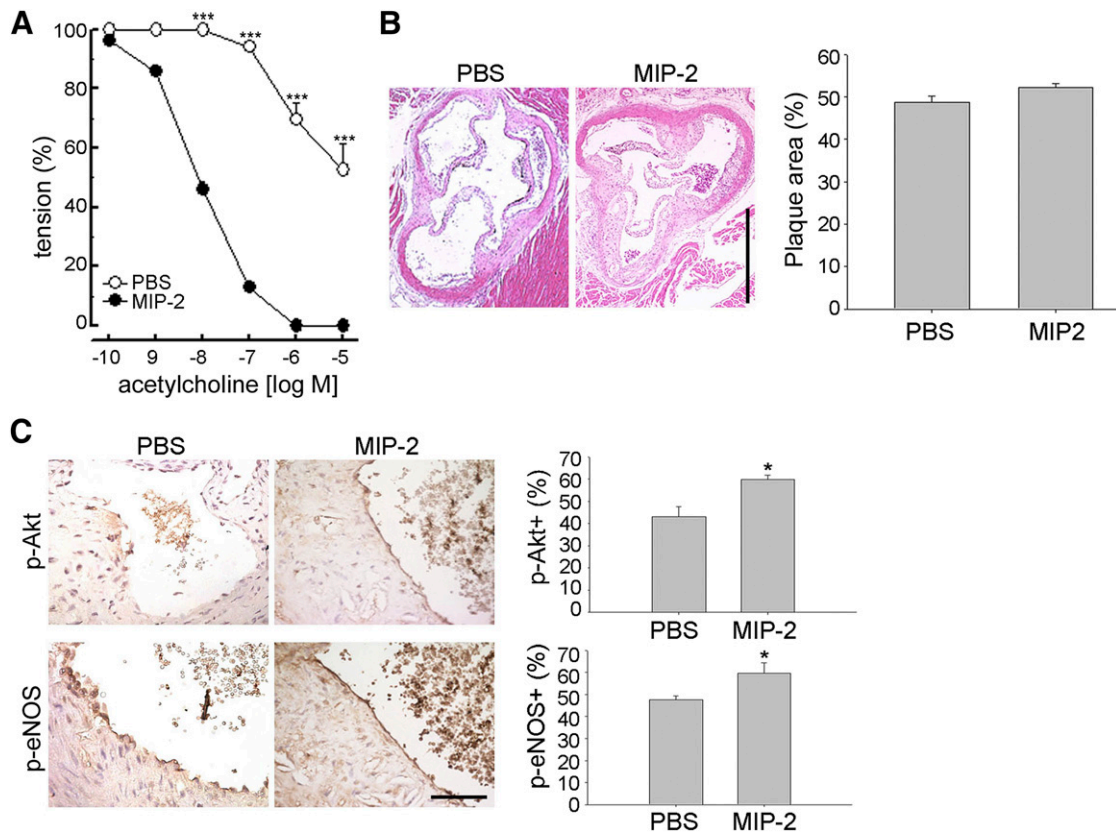 A
100
80
60
40
20
0
tension (%)
***
***
***
***
PBS
MIP-2
-10 9 -8 -7 -6 -5
acetylcholine [log M]
B
PBS MIP-2
Plaque area (%)
60
50
40
30
20
10
0
PBS MIP2
C
PBS MIP-2
p-Akt
p-eNOS
p-Akt+ (%)
70
60
50
40
30
20
10
0
*
PBS MIP-2
p-eNOS+ (%)
70
60
50
40
30
20
10
0
*
PBS MIP-2